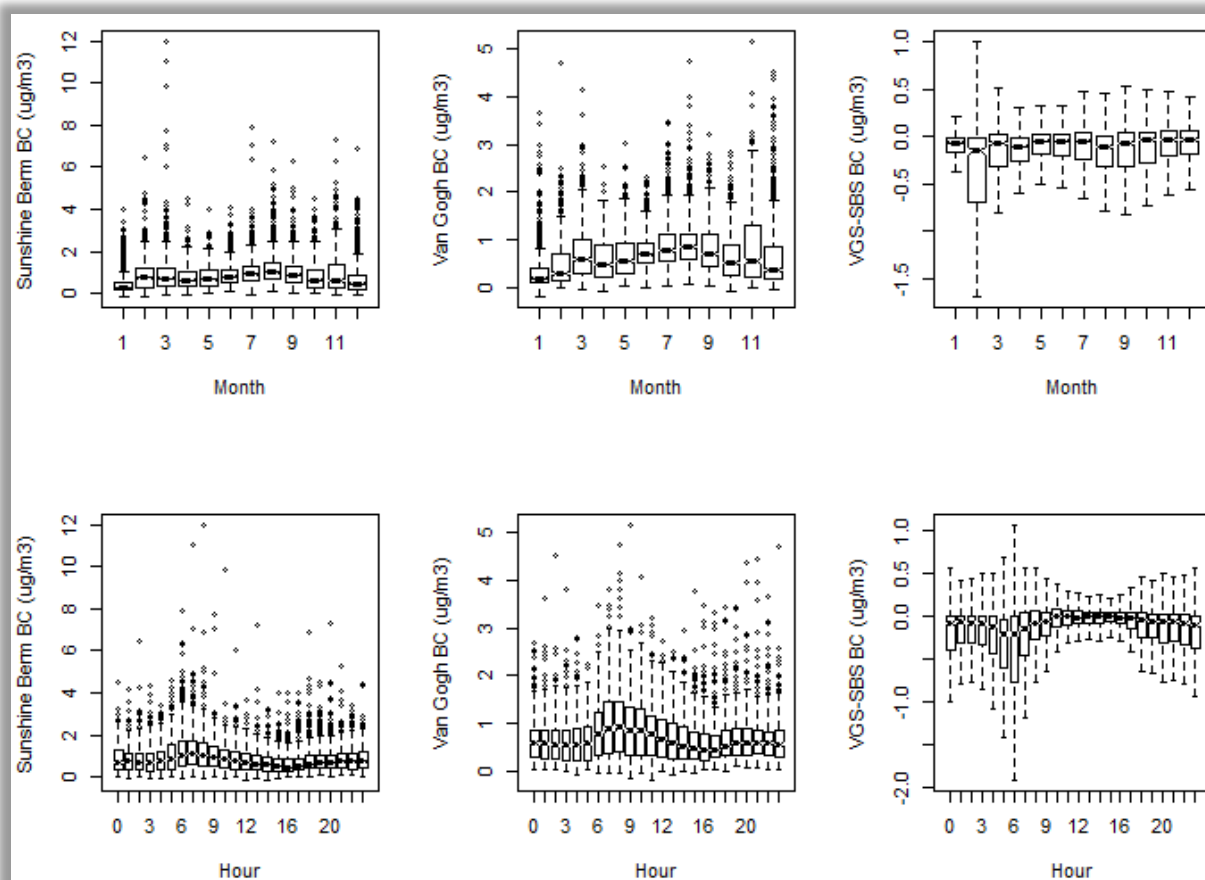 Sunshine Berm BC (ug/m3)
0 2 4 6 8 10 12
1 3 5 7 9 11
Month
Van Gogh BC (ug/m3)
0 1 2 3 4 5
1 3 5 7 9 11
Month
VGS-SBS BC (ug/m3)
-1.5 -0.5 0.0 0.5 1.0
1 3 5 7 9 11
Month
Sunshine Berm BC (ug/m3)
0 2 4 6 8 10 12
0 3 6 9 12 16 20
Hour
Van Gogh BC (ug/m3)
0 1 2 3 4 5
0 3 6 9 12 16 20
Hour
VGS-SBS BC (ug/m3)
-2.0 -1.0 0.0 0.5 1.0
0 3 6 9 12 16 20
Hour